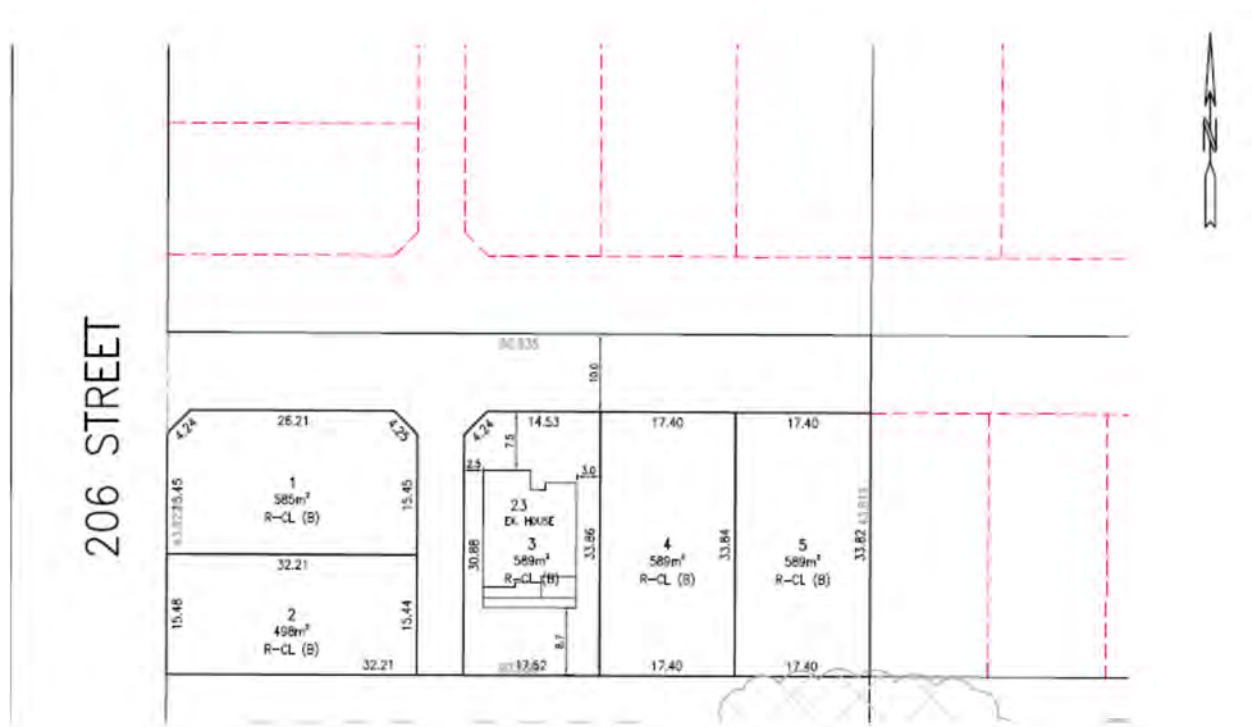 N
206 STREET
10.0
4.24
26.21
4.25
4.24
14.53
17.40
17.40
7.5
2.5
3.0
15.45
1
585m²
R-CL (B)
15.45
23
EX. HOUSE
3
589m²
R-CL (B)
30.88
33.86
4
589m²
R-CL (B)
33.84
5
589m²
R-CL (B)
33.82
32.21
15.48
2
498m²
R-CL (B)
32.21
8.7
17.62
17.40
17.40